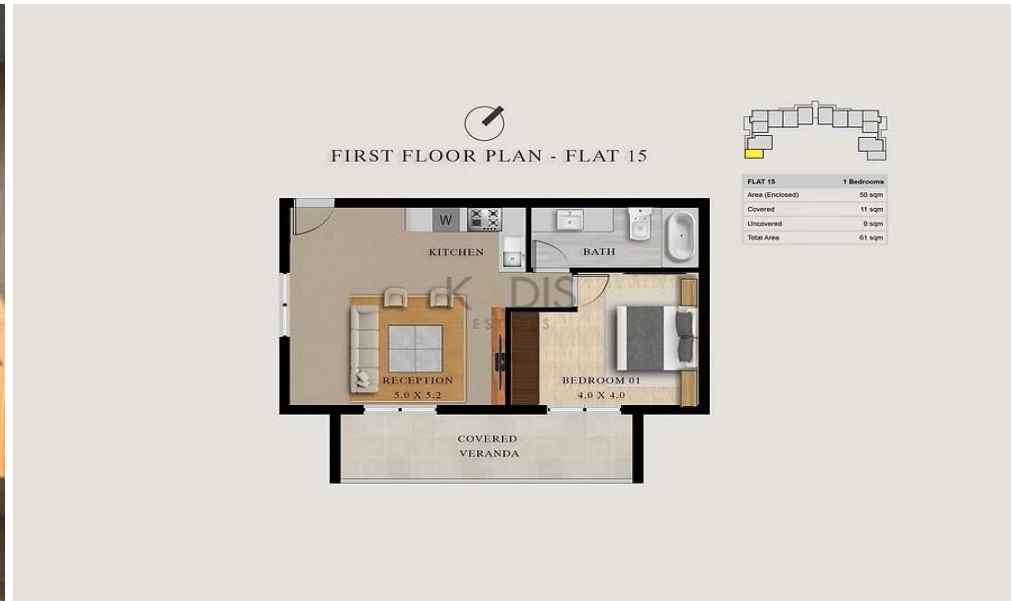 FIRST FLOOR PLAN - FLAT 15
FLAT 15 1 Bedrooms
Area (Enclosed) 50 sqm
Covered 11 sqm
Uncovered 0 sqm
Total Area 61 sqm
W
KITCHEN
BATH
KADIS
ESTATES
RECEPTION
5.0 X 5.2
BEDROOM 01
4.0 X 4.0
COVERED
VERANDA